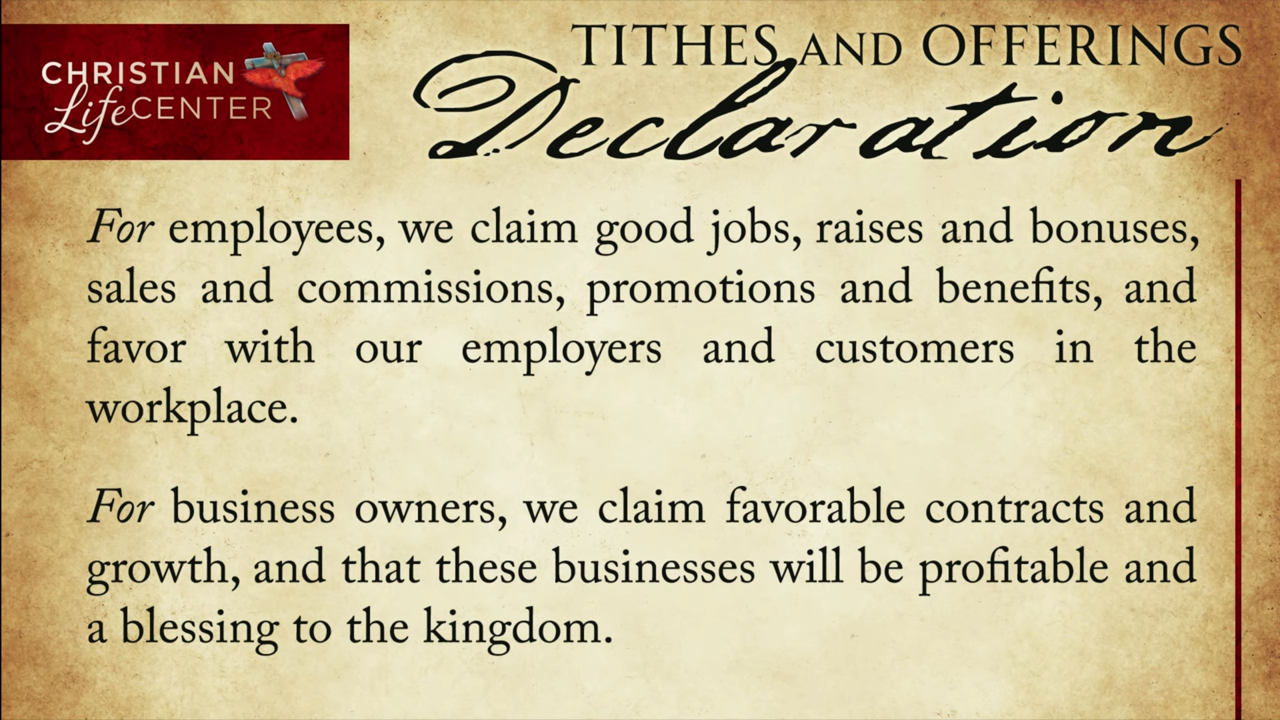 CHRISTIAN
LifeCENTER
TITHES AND OFFERINGS
Declaration
For employees, we claim good jobs, raises and bonuses,
sales and commissions, promotions and benefits, and
favor with our employers and customers in the
workplace.
For business owners, we claim favorable contracts and
growth, and that these businesses will be profitable and
a blessing to the kingdom.